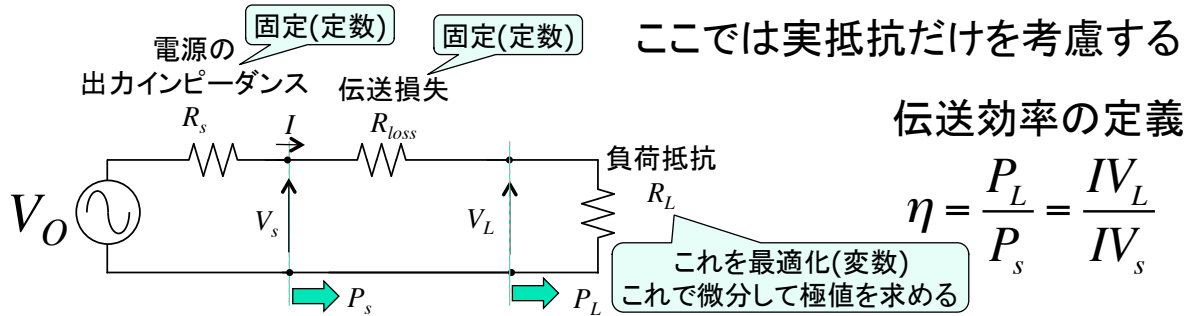 固定(定数)
固定(定数)
ここでは実抵抗だけを考慮する
電源の
出力インピーダンス
伝送損失
伝送効率の定義
R_s
I
R_{loss}
負荷抵抗
R_L
V_O
V_s
V_L
η = P_L / P_s = IV_L / IV_s
これを最適化(変数)
これで微分して極値を求める
P_s
P_L